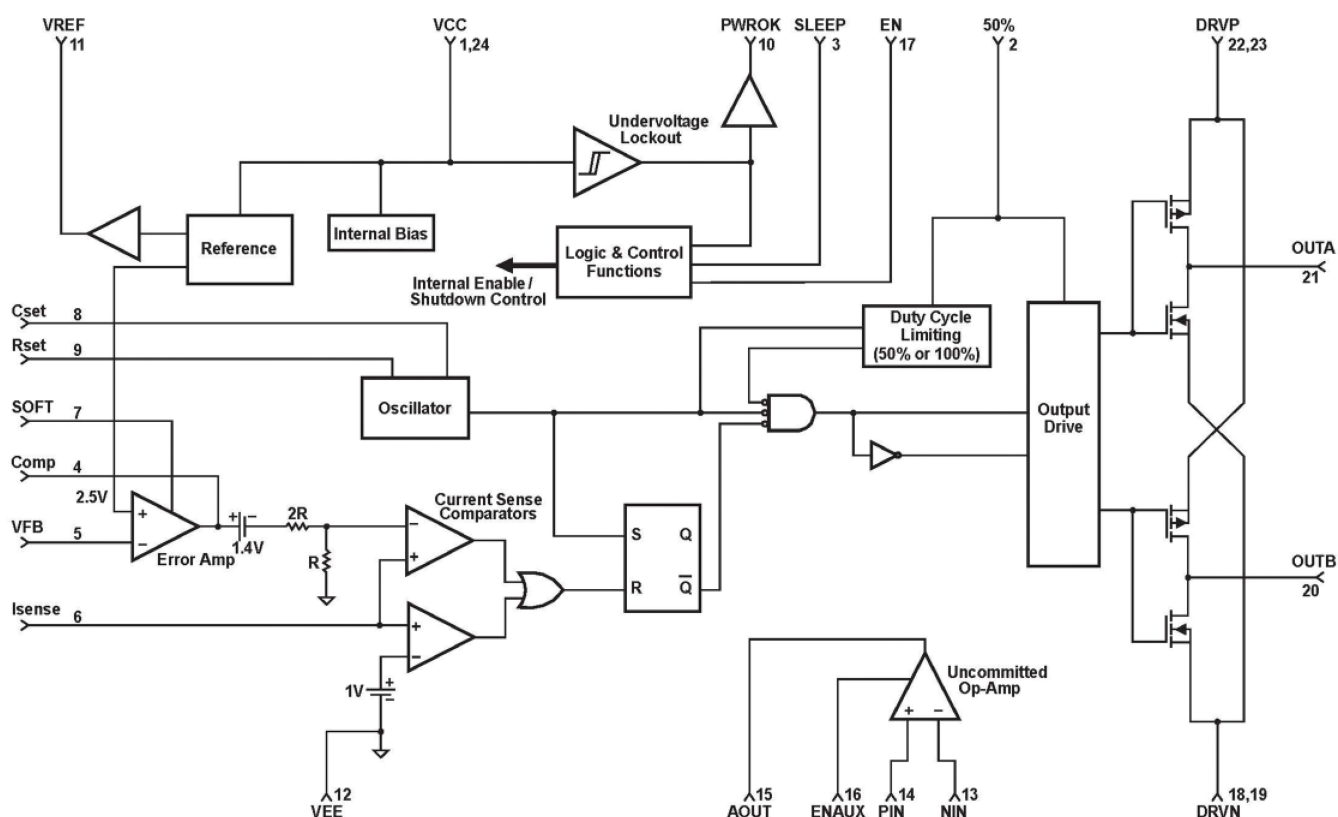 VREF
11
VCC
1,24
PWROK
10
SLEEP
3
EN
17
50%
2
DRVP
22,23
Undervoltage
Lockout
Reference
Internal Bias
Logic & Control
Functions
Internal Enable /
Shutdown Control
OUTA
21
Cset
8
Rset
9
Duty Cycle
Limiting
(50% or 100%)
Oscillator
SOFT
7
Output
Drive
Comp
4
2.5V
+
−
VFB
5
Error Amp
+
−
1.4V
2R
R
Current Sense
Comparators
−
+
S
Q
R
Q̅
OUTB
20
Isense
6
+
−
1V
+
−
Uncommitted
Op-Amp
+
−
12
VEE
15
AOUT
16
ENAUX
14
PIN
13
NIN
18,19
DRVN